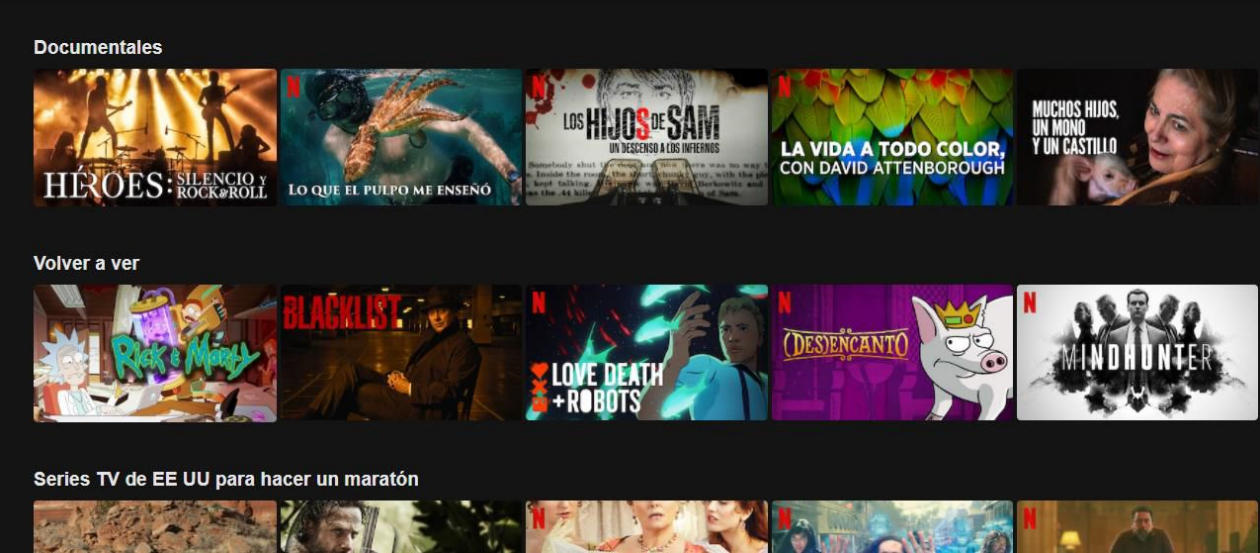 Documentales
HÉROES: SILENCIO Y
ROCK&ROLL
N
LO QUE EL PULPO ME ENSEÑÓ
N
LOS HIJOS DE SAM
UN DESCENSO A LOS INFIERNOS
N
LA VIDA A TODO COLOR,
CON DAVID ATTENBOROUGH
MUCHOS HIJOS,
UN MONO
Y UN CASTILLO
Volver a ver
RICK & MORTY
BLACKLIST
N
LOVE DEATH
+ROBOTS
N
(DES)ENCANTO
N
MINDHUNTER
Series TV de EE UU para hacer un maratón
N
N
N